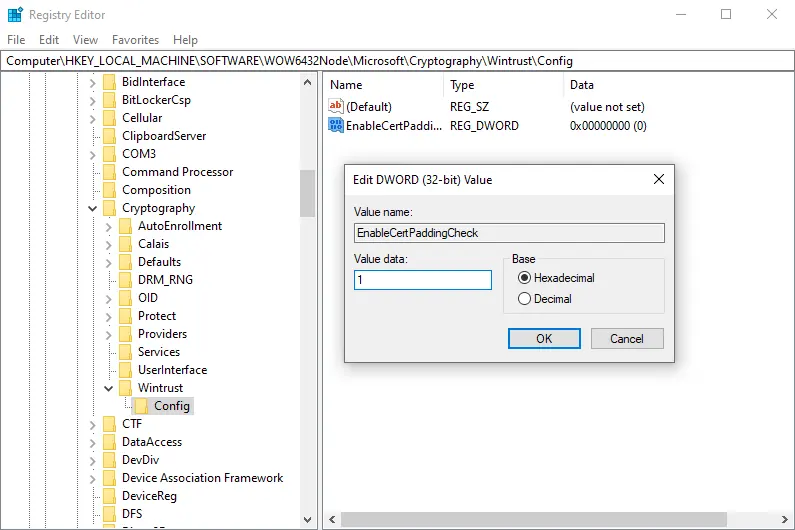 Registry Editor
File Edit View Favorites Help
Computer\HKEY_LOCAL_MACHINE\SOFTWARE\WOW6432Node\Microsoft\Cryptography\Wintrust\Config
BidInterface
BitLockerCsp
Cellular
ClipboardServer
COM3
Command Processor
Composition
Cryptography
AutoEnrollment
Calais
Defaults
DRM_RNG
OID
Protect
Providers
Services
UserInterface
Wintrust
Config
CTF
DataAccess
DevDiv
Device Association Framework
DeviceReg
DFS
Name Type Data
ab (Default) REG_SZ (value not set)
EnableCertPaddi... REG_DWORD 0x00000000 (0)
Edit DWORD (32-bit) Value
Value name:
EnableCertPaddingCheck
Value data:
1
Base
Hexadecimal
Decimal
OK Cancel